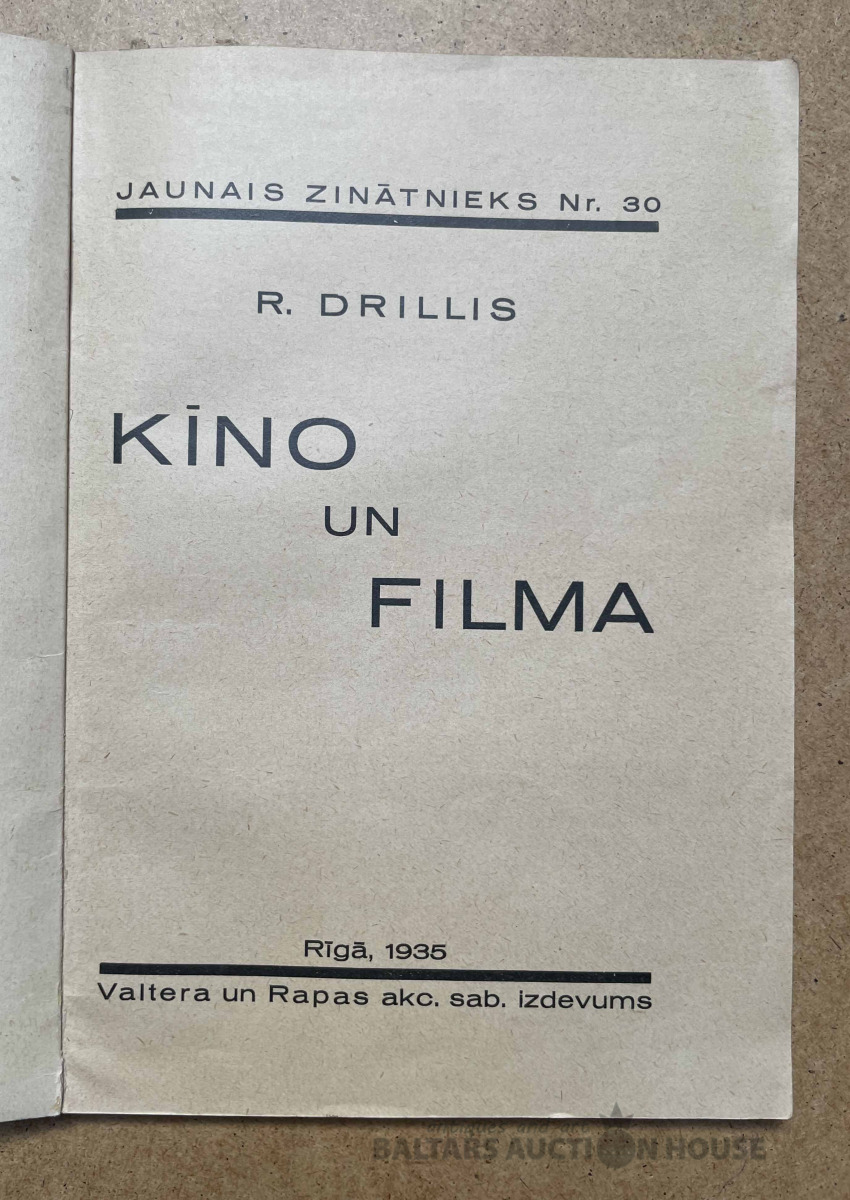 JAUNAIS ZINĀTNIEKS Nr. 30
R. DRILLIS
KĪNO
UN
FILMA
Rīgā, 1935
Valtera un Rapas akc. sab. izdevums
BALTARS AUCTION HOUSE